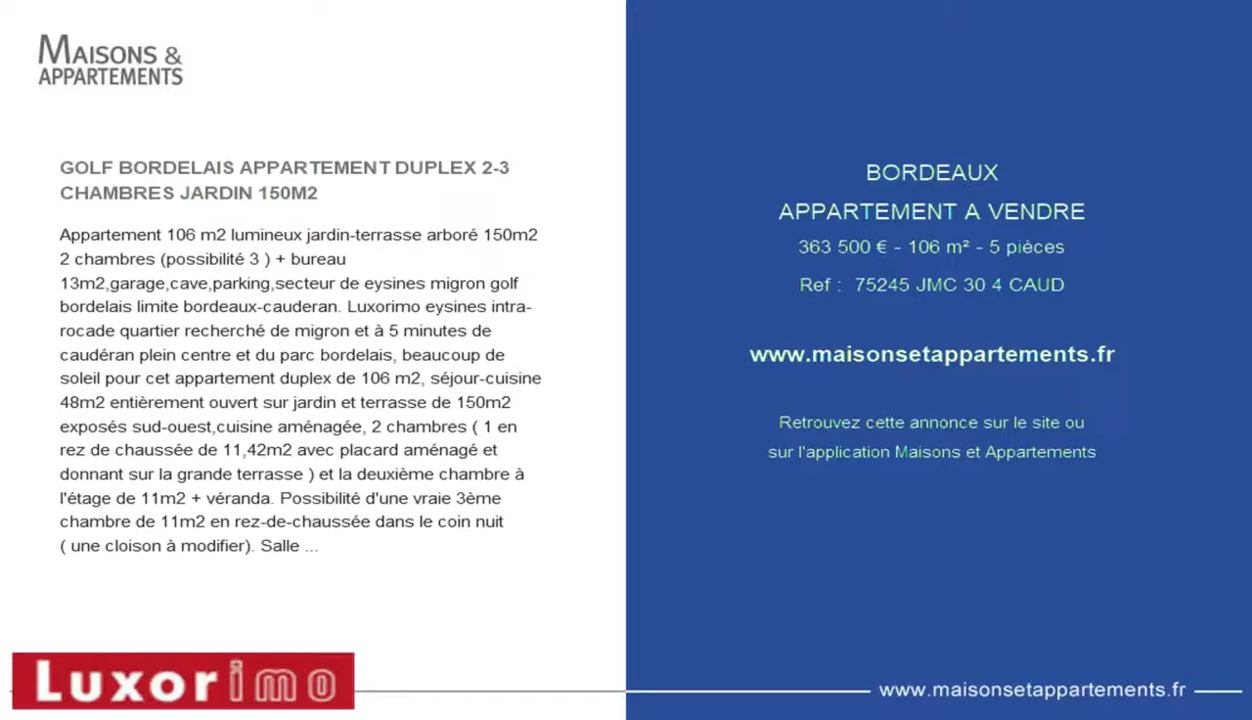 MAISONS &
APPARTEMENTS
GOLF BORDELAIS APPARTEMENT DUPLEX 2-3
CHAMBRES JARDIN 150M2
Appartement 106 m2 lumineux jardin-terrasse arboré 150m2
2 chambres (possibilité 3 ) + bureau
13m2,garage,cave,parking,secteur de eysines migron golf
bordelais limite bordeaux-cauderan. Luxorimo eysines intra-
rocade quartier recherché de migron et à 5 minutes de
caudéran plein centre et du parc bordelais, beaucoup de
soleil pour cet appartement duplex de 106 m2, séjour-cuisine
48m2 entièrement ouvert sur jardin et terrasse de 150m2
exposés sud-ouest,cuisine aménagée, 2 chambres ( 1 en
rez de chaussée de 11,42m2 avec placard aménagé et
donnant sur la grande terrasse ) et la deuxième chambre à
l'étage de 11m2 + véranda. Possibilité d'une vraie 3ème
chambre de 11m2 en rez-de-chaussée dans le coin nuit
( une cloison à modifier). Salle ...
Luxorimo
BORDEAUX
APPARTEMENT A VENDRE
363 500 € - 106 m² - 5 pièces
Ref : 75245 JMC 30 4 CAUD
www.maisonsetappartements.fr
Retrouvez cette annonce sur le site ou
sur l'application Maisons et Appartements
www.maisonsetappartements.fr